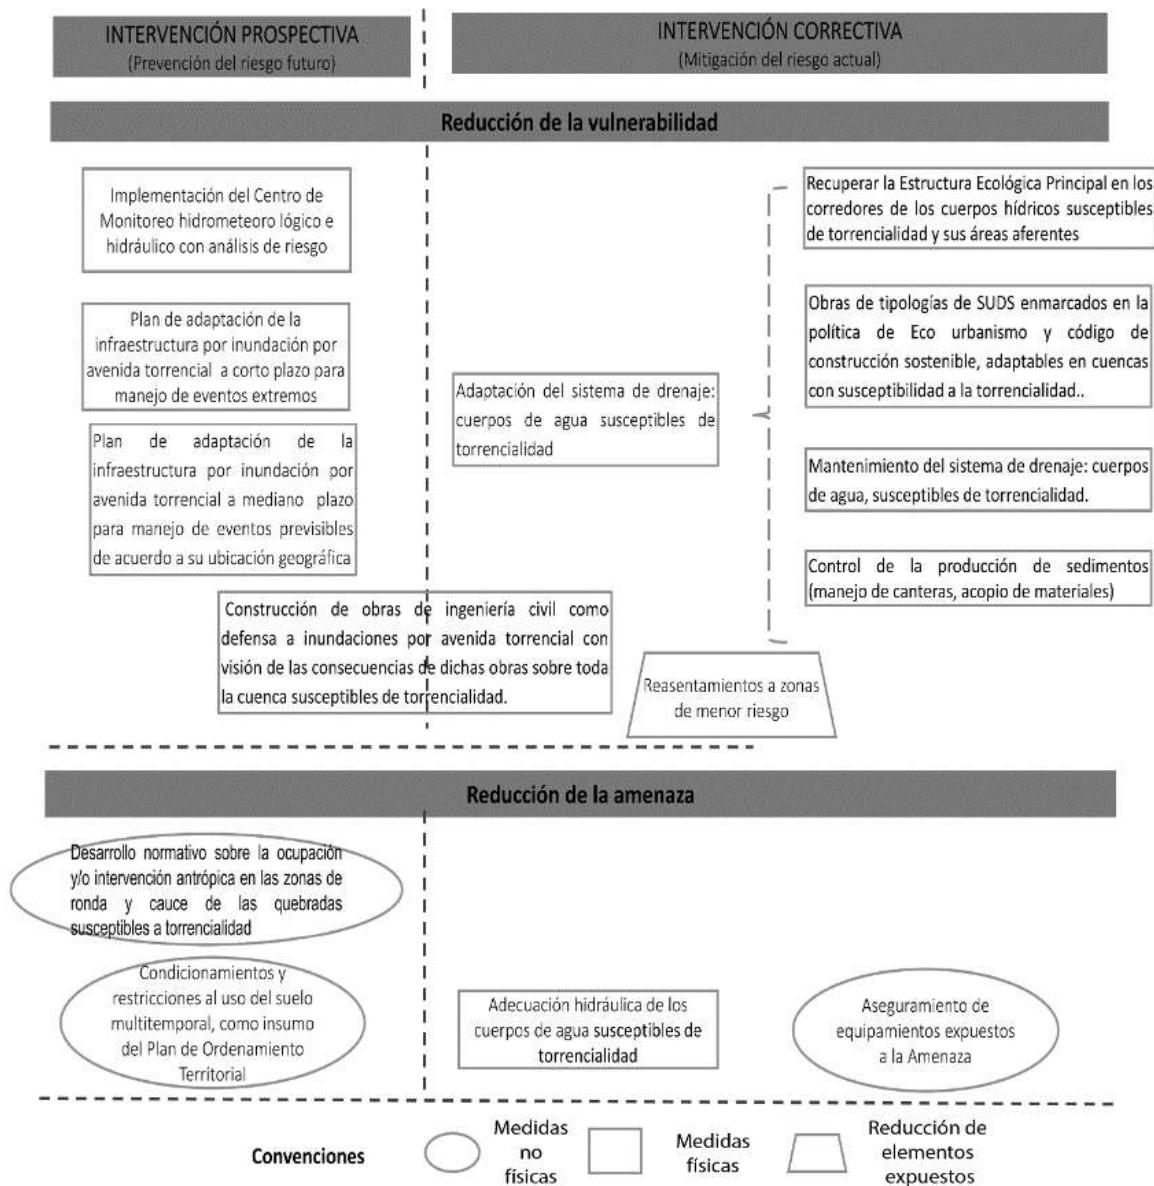 INTERVENCIÓN PROSPECTIVA
(Prevención del riesgo futuro)
INTERVENCIÓN CORRECTIVA
(Mitigación del riesgo actual)
Reducción de la vulnerabilidad
Implementación del Centro de
Monitoreo hidrometeoro lógico e
hidráulico con análisis de riesgo
Plan de adaptación de la
infraestructura por inundación por
avenida torrencial a corto plazo para
manejo de eventos extremos
Plan de adaptación de la
infraestructura por inundación por
avenida torrencial a mediano plazo
para manejo de eventos previsibles
de acuerdo a su ubicación geográfica
Construcción de obras de ingeniería civil como
defensa a inundaciones por avenida torrencial con
visión de las consecuencias de dichas obras sobre toda
la cuenca susceptibles de torrencialidad.
Adaptación del sistema de drenaje:
cuerpos de agua susceptibles de
torrencialidad
Recuperar la Estructura Ecológica Principal en los
corredores de los cuerpos hídricos susceptibles
de torrencialidad y sus áreas aferentes
Obras de tipologías de SUDS enmarcados en la
política de Eco urbanismo y código de
construcción sostenible, adaptables en cuencas
con susceptibilidad a la torrencialidad..
Mantenimiento del sistema de drenaje: cuerpos
de agua, susceptibles de torrencialidad.
Control de la producción de sedimentos
(manejo de canteras, acopio de materiales)
Reasentamientos a zonas
de menor riesgo
Reducción de la amenaza
Desarrollo normativo sobre la ocupación
y/o intervención antrópica en las zonas de
ronda y cauce de las quebradas
susceptibles a torrencialidad
Condicionamientos y
restricciones al uso del suelo
multitemporal, como insumo
del Plan de Ordenamiento
Territorial
Adecuación hidráulica de los
cuerpos de agua susceptibles de
torrencialidad
Aseguramiento de
equipamientos expuestos
a la Amenaza
Convenciones
Medidas
no
físicas
Medidas
físicas
Reducción de
elementos
expuestos